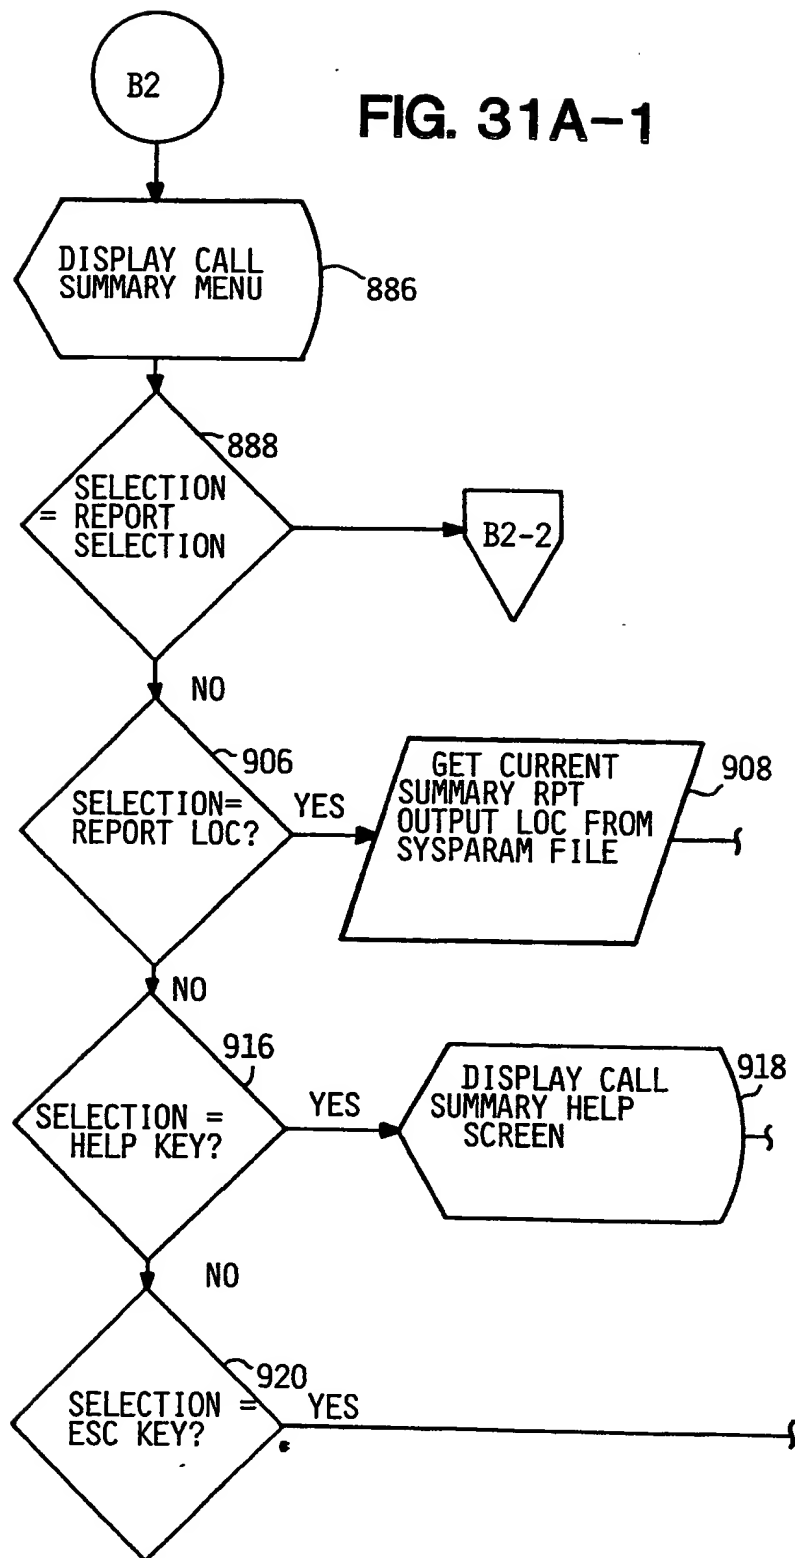 B2
FIG. 31A-1
DISPLAY CALL
SUMMARY MENU
886
888
SELECTION
= REPORT
SELECTION
B2-2
NO
906
SELECTION=
REPORT LOC?
YES
GET CURRENT
SUMMARY RPT
OUTPUT LOC FROM
SYSPARAM FILE
908
NO
916
SELECTION =
HELP KEY?
YES
DISPLAY CALL
SUMMARY HELP
SCREEN
918
NO
920
SELECTION =
ESC KEY?
YES